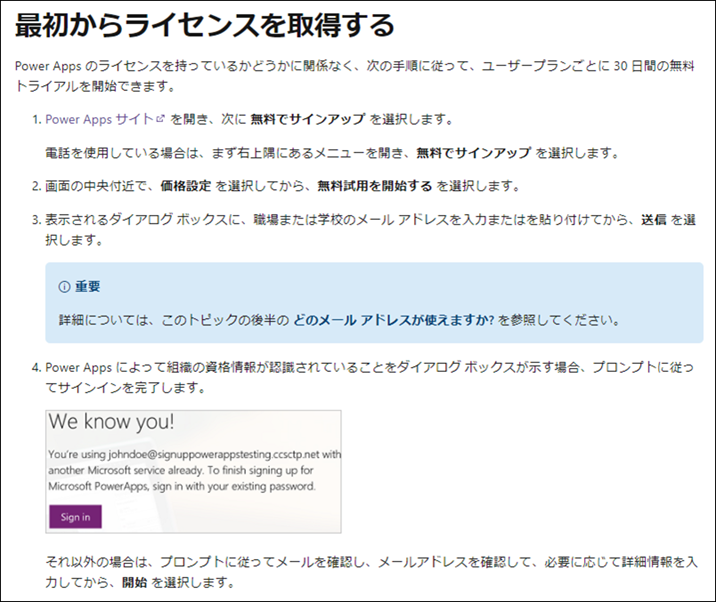 最初からライセンスを取得する
Power Apps のライセンスを持っているかどうかに関係なく、次の手順に従って、ユーザープランごとに 30 日間の無料
トライアルを開始できます。
1. Power Apps サイト を開き、次に 無料でサインアップ を選択します。
電話を使用している場合は、まず右上隅にあるメニューを開き、無料でサインアップ を選択します。
2. 画面の中央付近で、価格設定 を選択してから、無料試用を開始する を選択します。
3. 表示されるダイアログ ボックスに、職場または学校のメール アドレスを入力またはを貼り付けてから、送信 を選
択します。
重要
詳細については、このトピックの後半の どのメール アドレスが使えますか? を参照してください。
4. Power Apps によって組織の資格情報が認識されていることをダイアログ ボックスが示す場合、プロンプトに従っ
てサインインを完了します。
We know you!
You're using johndoe@signuppowerappstesting.ccsctp.net with
another Microsoft service already. To finish signing up for
Microsoft PowerApps, sign in with your existing password.
Sign in
それ以外の場合は、プロンプトに従ってメールを確認し、メールアドレスを確認して、必要に応じて詳細情報を入
力してから、開始 を選択します。